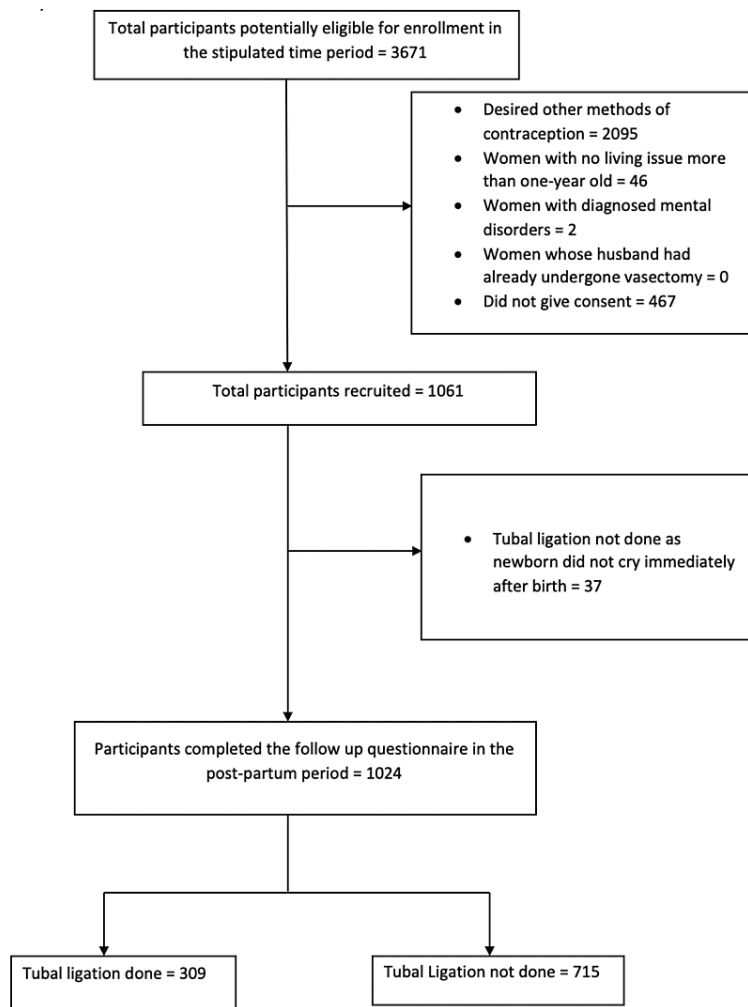 Total participants potentially eligible for enrollment in
the stipulated time period = 3671
• Desired other methods of
contraception = 2095
• Women with no living issue more
than one-year old = 46
• Women with diagnosed mental
disorders = 2
• Women whose husband had
already undergone vasectomy = 0
• Did not give consent = 467
Total participants recruited = 1061
• Tubal ligation not done as
newborn did not cry immediately
after birth = 37
Participants completed the follow up questionnaire in the
post-partum period = 1024
Tubal ligation done = 309
Tubal Ligation not done = 715